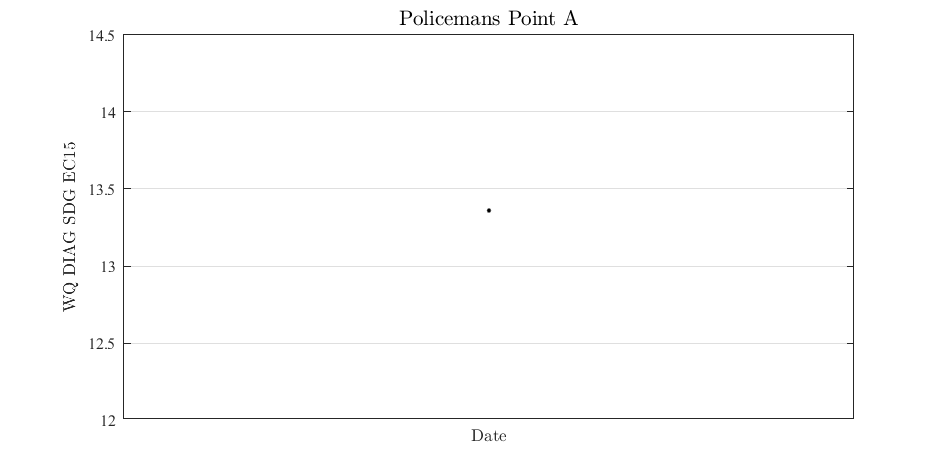 Policemans Point A
14.5
14
13.5
13
12.5
12
WQ DIAG SDG EC15
Date